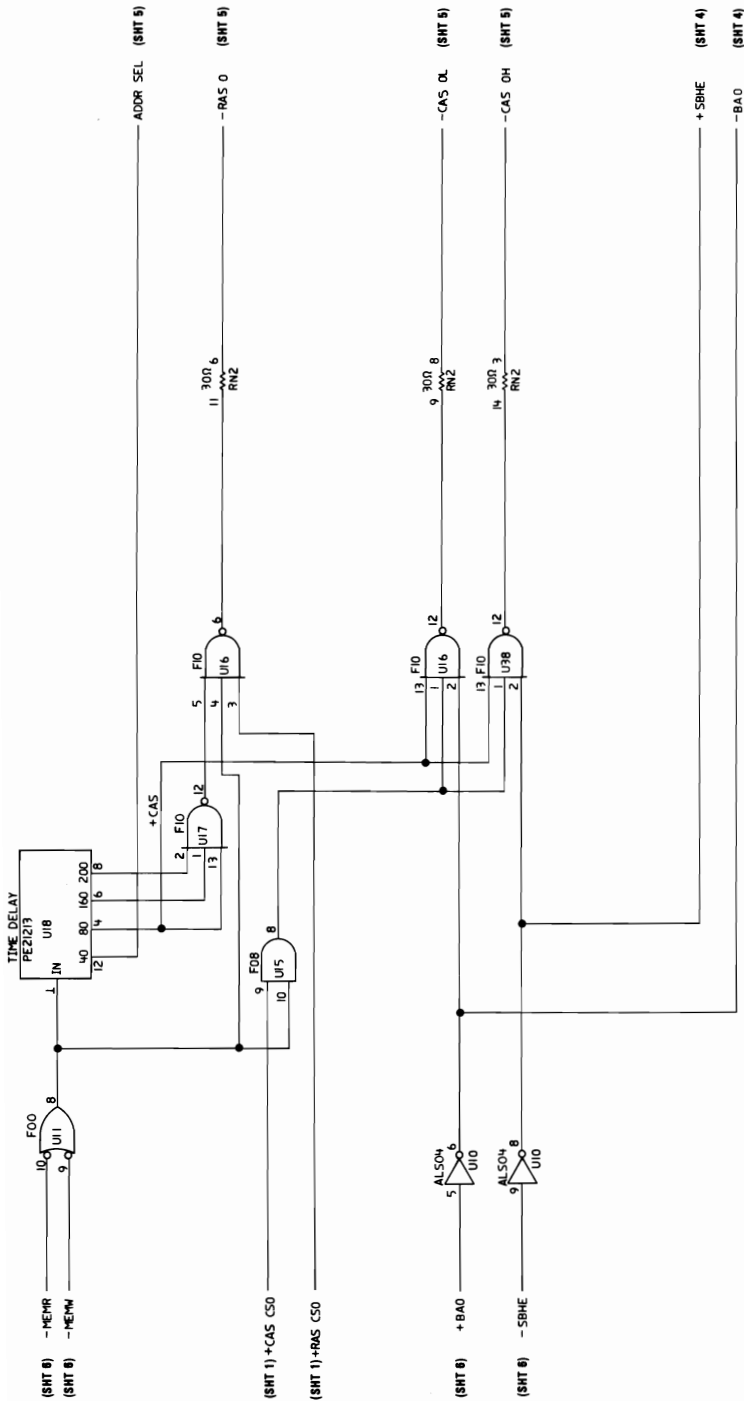 TIME DELAY
PE21213
U18
IN
1
40 80 160 200
12 4 6 8
ADDR SEL (SHT 5)
(SHT 6) -MEMR
(SHT 6) -MEMW
10
9
F00
U11
8
+CAS
2
1
13
F10
U17
12
5
4
3
F10
U16
6
11
30Ω 6
RN2
-RAS 0 (SHT 5)
(SHT 1) +CAS CS0
(SHT 1) +RAS CS0
9
10
F08
U15
8
13
1
2
F10
U16
12
9
30Ω 8
RN2
-CAS 0L (SHT 5)
13
1
2
F10
U38
12
14
30Ω 3
RN2
-CAS 0H (SHT 5)
(SHT 6) +BA0
5
ALS04
U10
6
(SHT 6) -SBHE
9
ALS04
U10
8
+SBHE (SHT 4)
-BA0 (SHT 4)